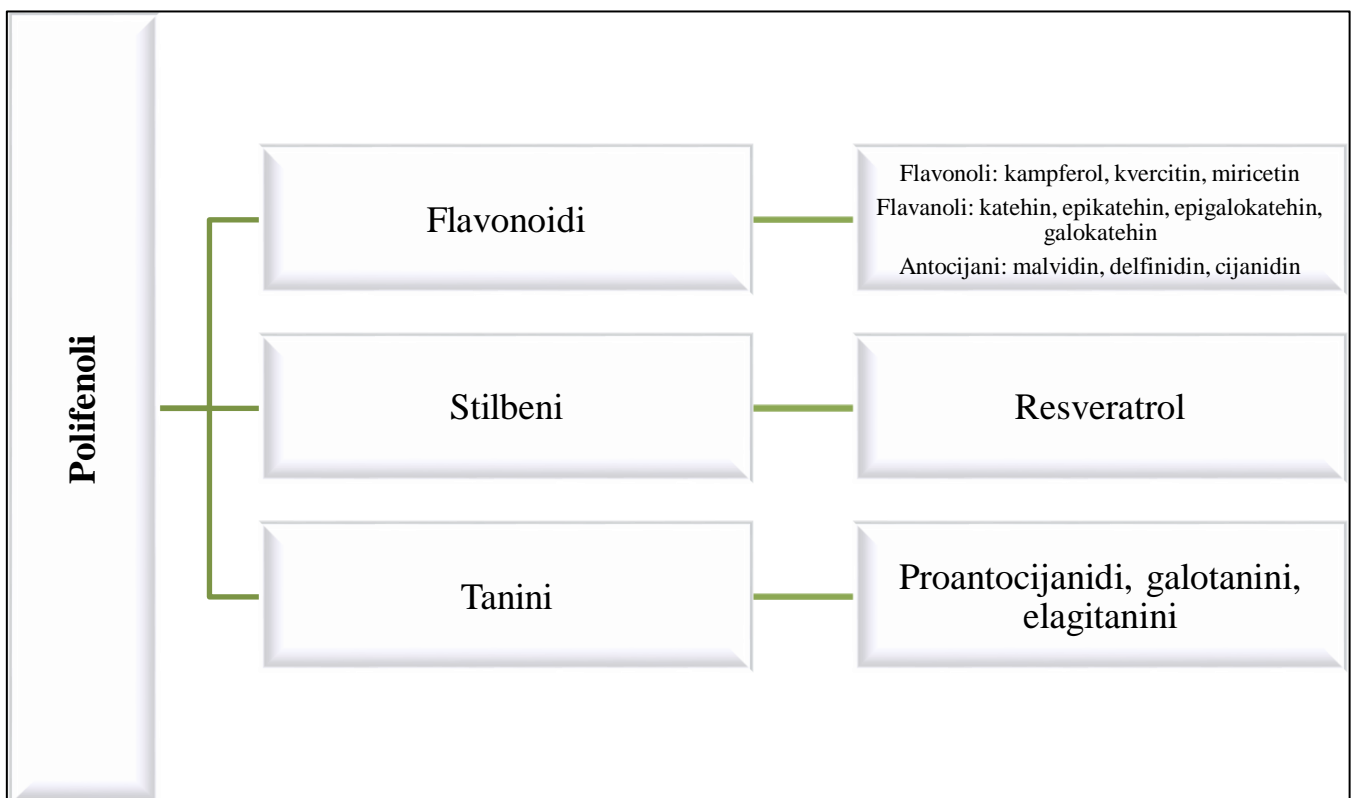 Polifenoli
Flavonoidi
Flavonoli: kampferol, kvercitin, miricetin
Flavanoli: katehin, epikatehin, epigalokatehin,
galokatehin
Antocijani: malvidin, delfinidin, cijanidin
Stilbeni
Resveratrol
Tanini
Proantocijanidi, galotanini,
elagitanini